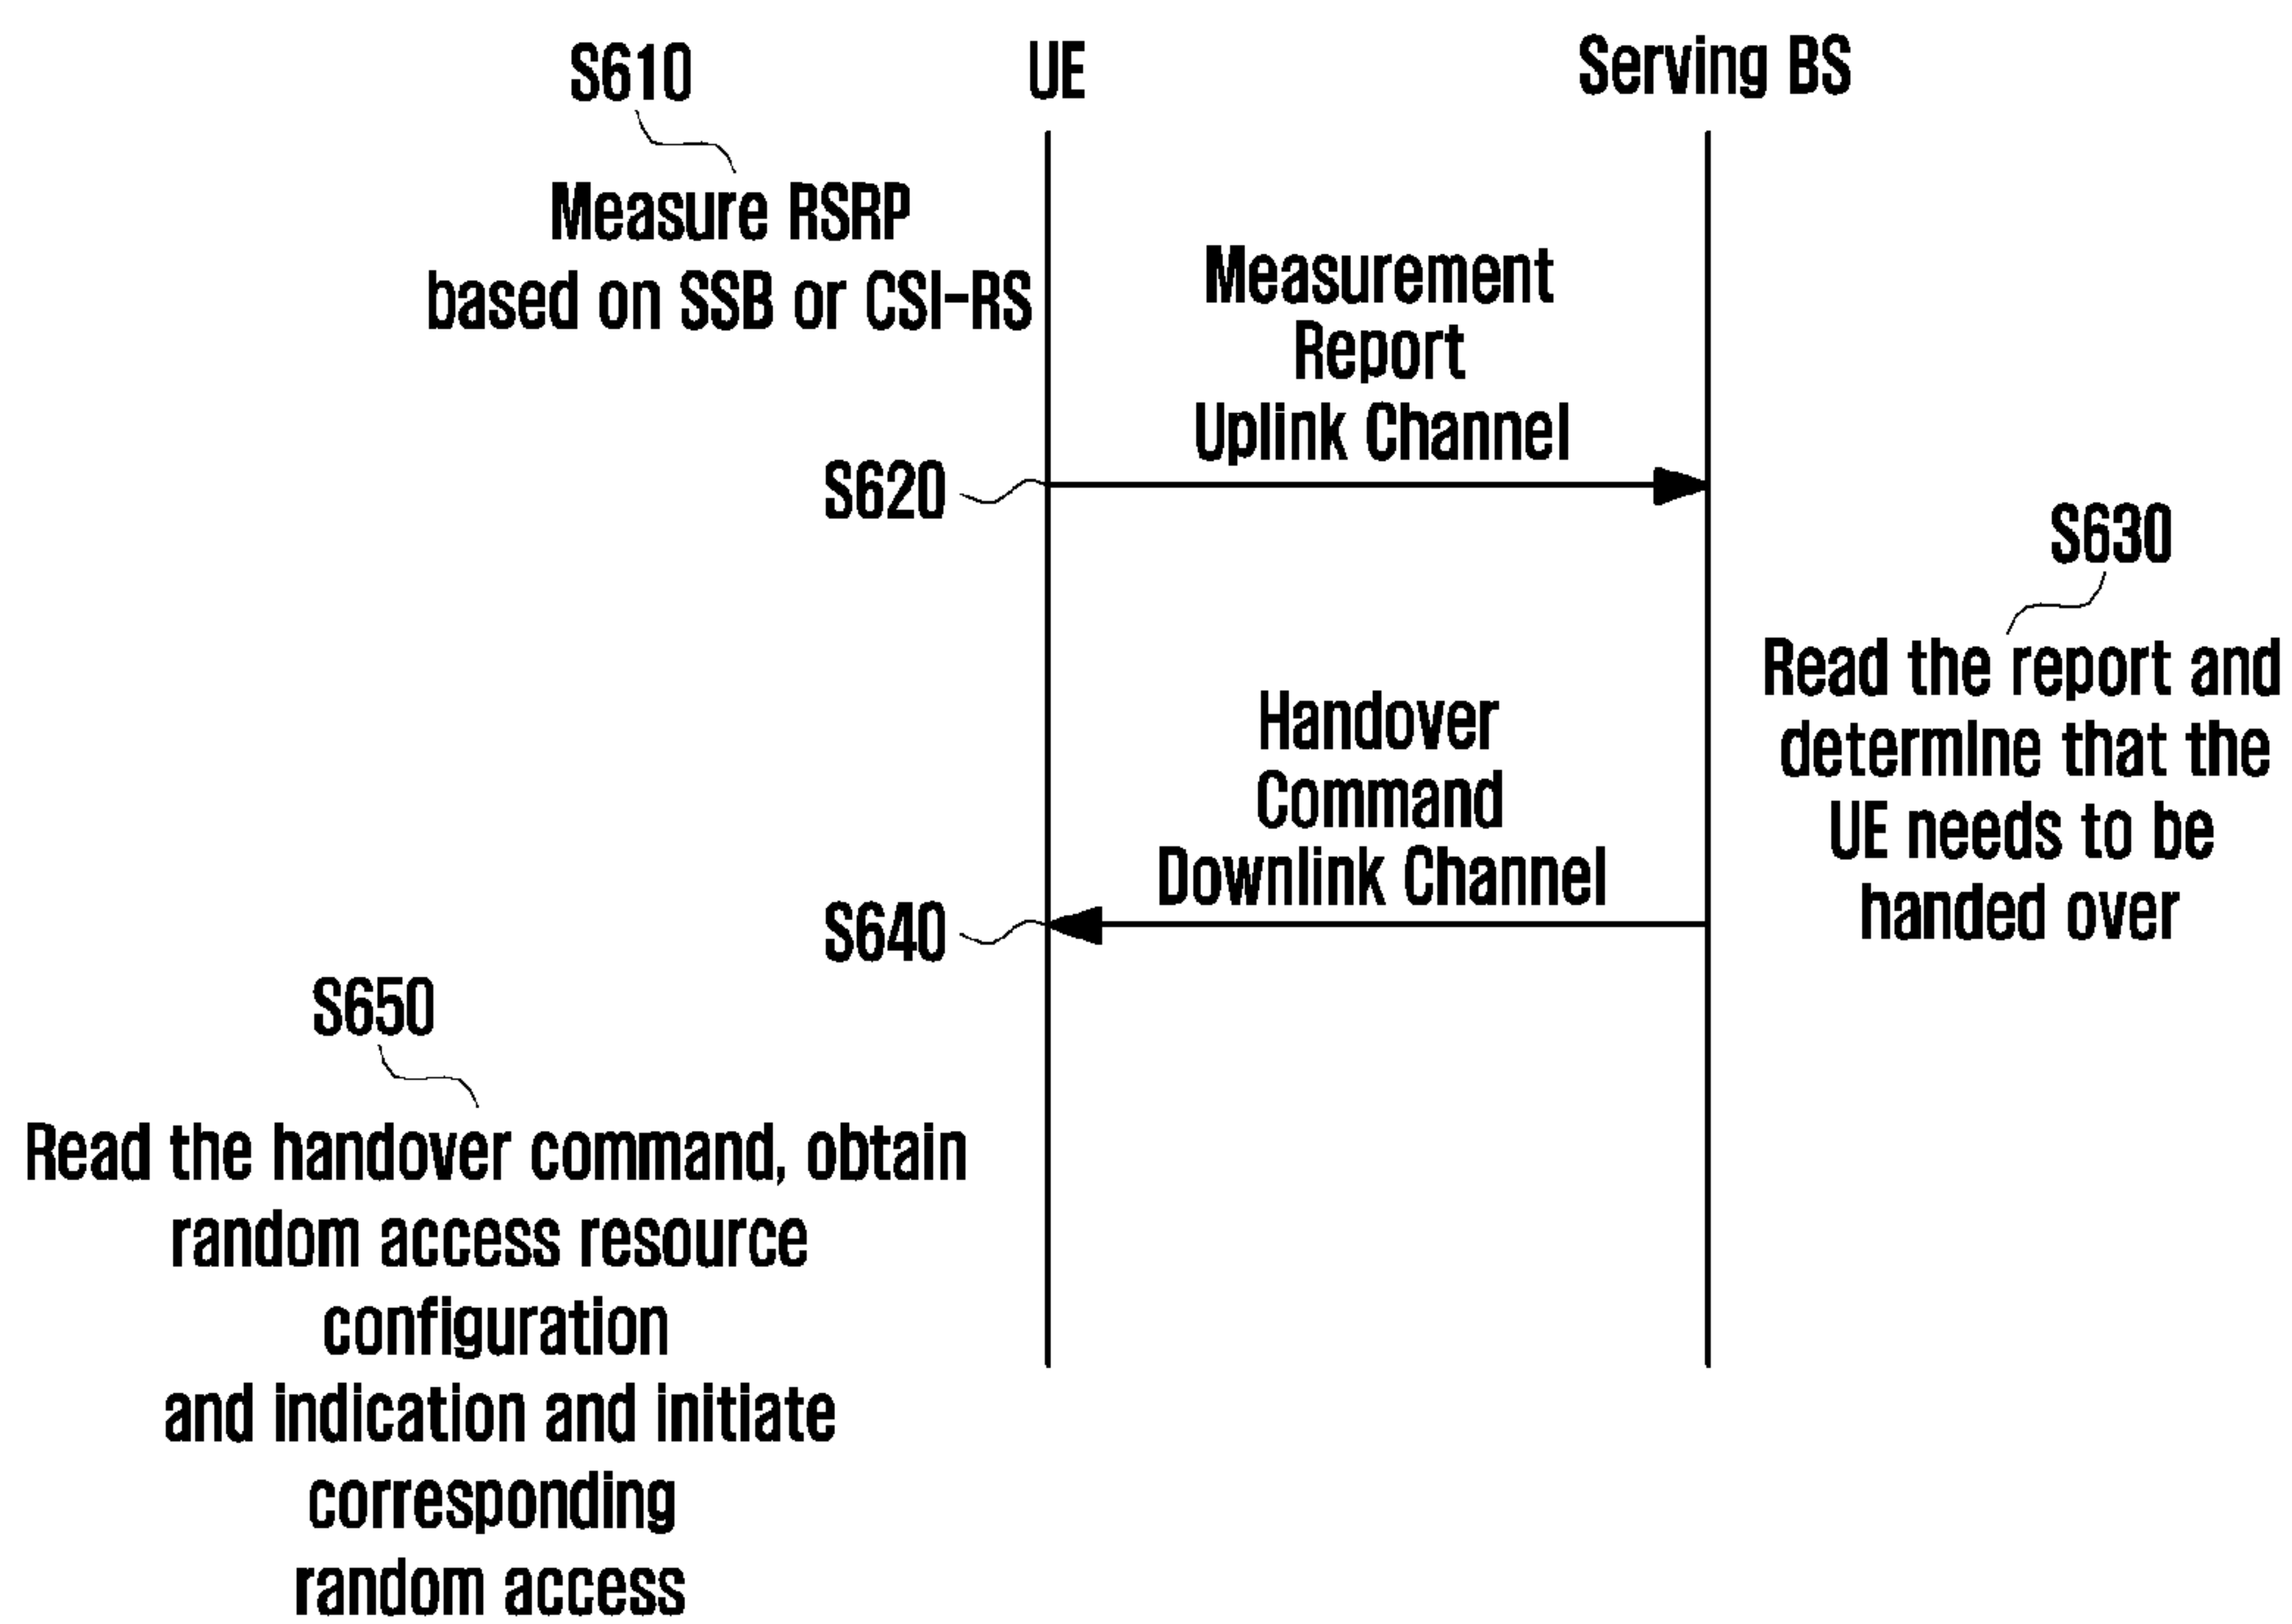 S610
UE
Serving BS
Measure RSRP
based on SSB or CSI-RS
Measurement
Report
Uplink Channel
S620
S630
Read the report and
determine that the
UE needs to be
handed over
Handover
Command
Downlink Channel
S640
S650
Read the handover command, obtain
random access resource
configuration
and indication and initiate
corresponding
random access